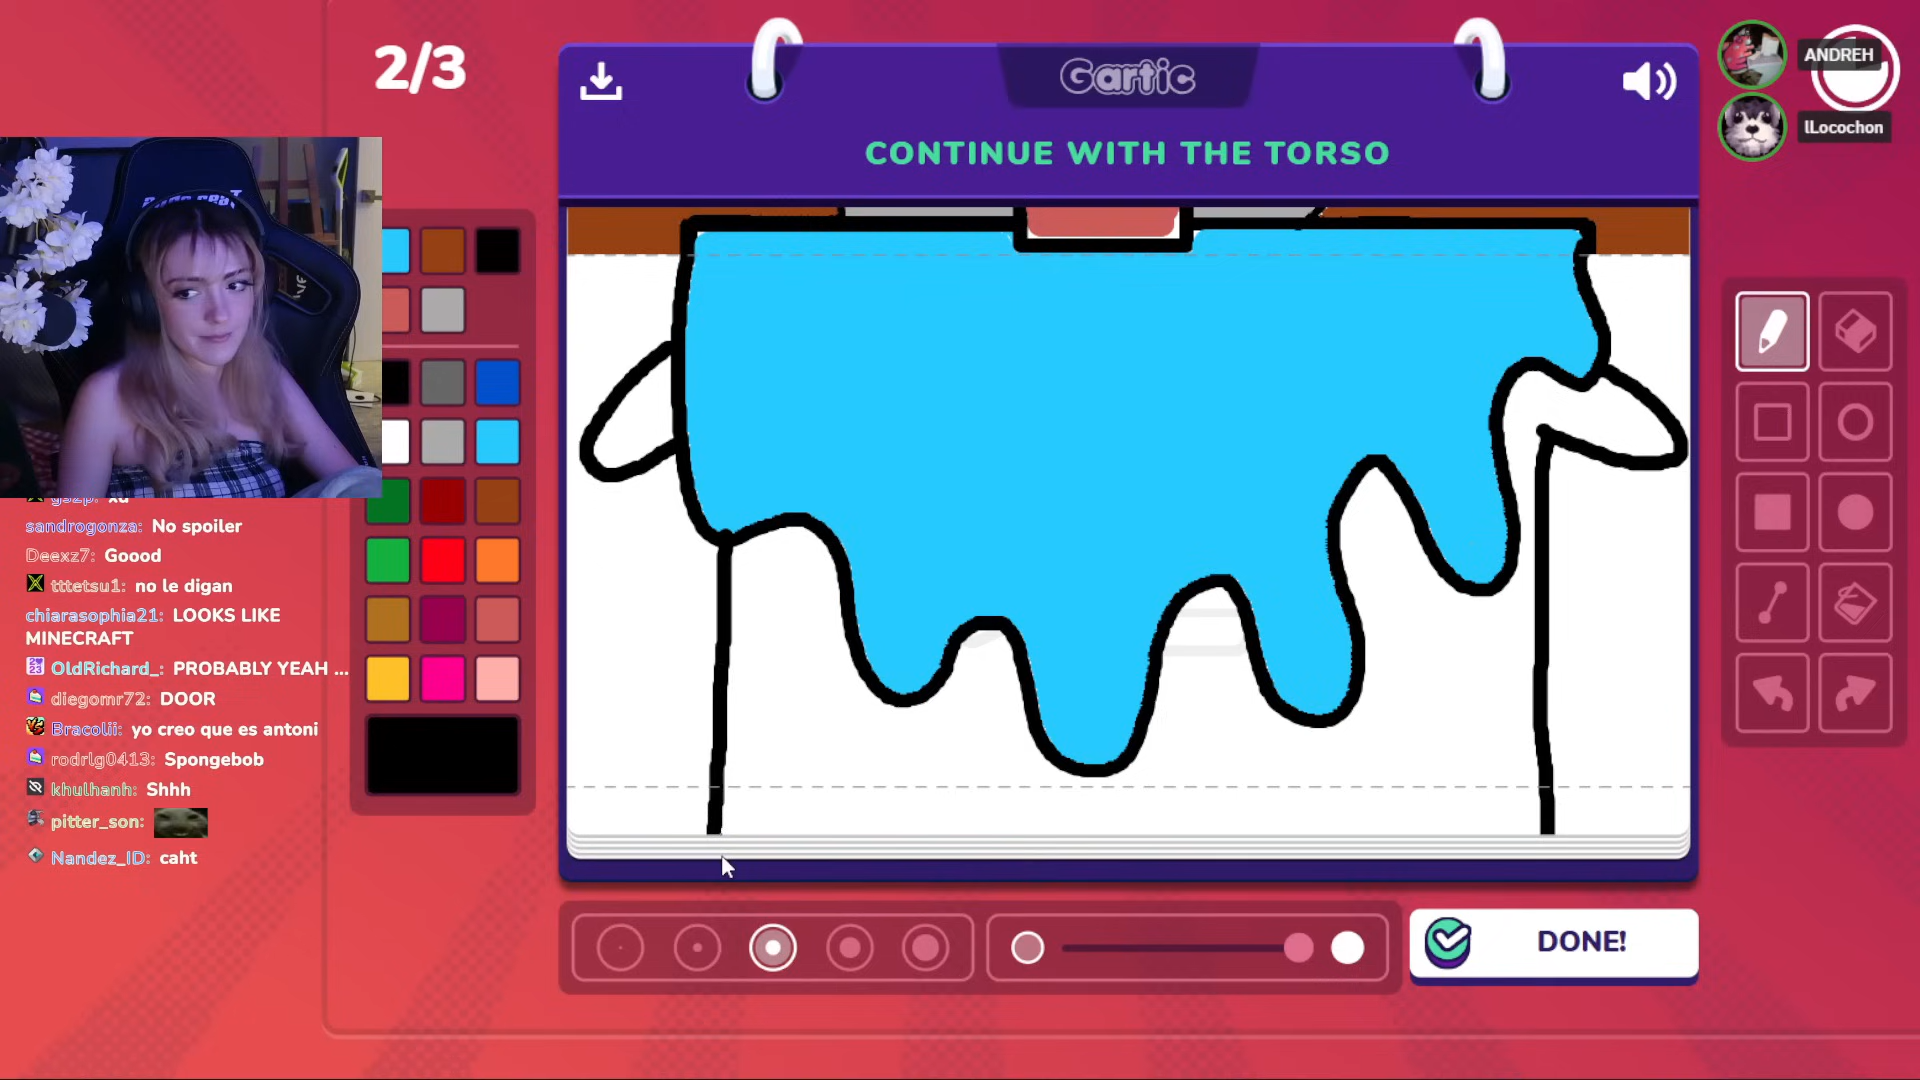 2/3
Gartic
CONTINUE WITH THE TORSO
ANDREH
lLocochon
sandrogonza: No spoiler
Deexz7: Goood
tttetsu1: no le digan
chiarasophia21: LOOKS LIKE
MINECRAFT
OldRichard_: PROBABLY YEAH ...
diegomr72: DOOR
Bracolii: yo creo que es antoni
rodrlg0413: Spongebob
khulhanh: Shhh
pitter_son:
Nandez_ID: caht
DONE!